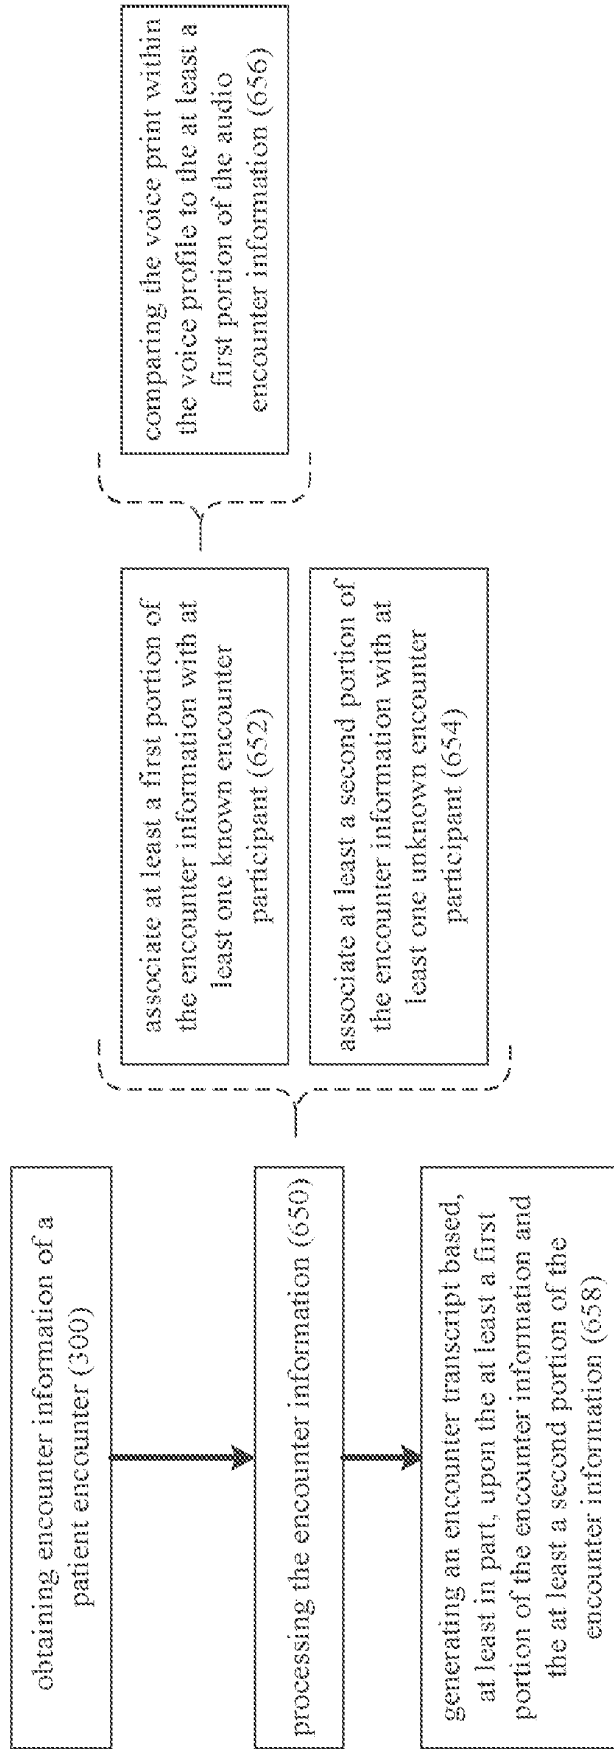 obtaining encounter information of a
patient encounter (300)
processing the encounter information (650)
generating an encounter transcript based,
at least in part, upon the at least a first
portion of the encounter information and
the at least a second portion of the
encounter information (658)
associate at least a first portion of
the encounter information with at
least one known encounter
participant (652)
associate at least a second portion of
the encounter information with at
least one unknown encounter
participant (654)
comparing the voice print within
the voice profile to the at least a
first portion of the audio
encounter information (656)